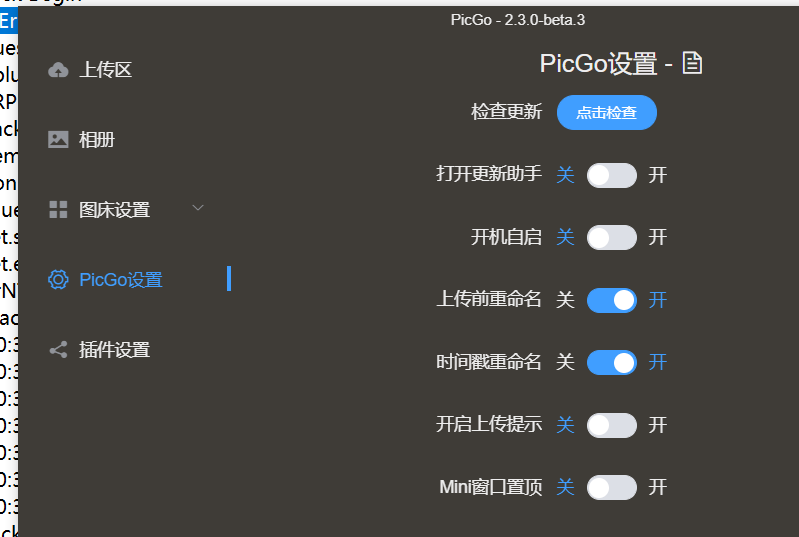 PicGo - 2.3.0-beta.3
上传区
相册
图床设置
PicGo设置
插件设置
PicGo设置 -
检查更新 点击检查
打开更新助手 关 开
开机自启 关 开
上传前重命名 关 开
时间戳重命名 关 开
开启上传提示 关 开
Mini窗口置顶 关 开